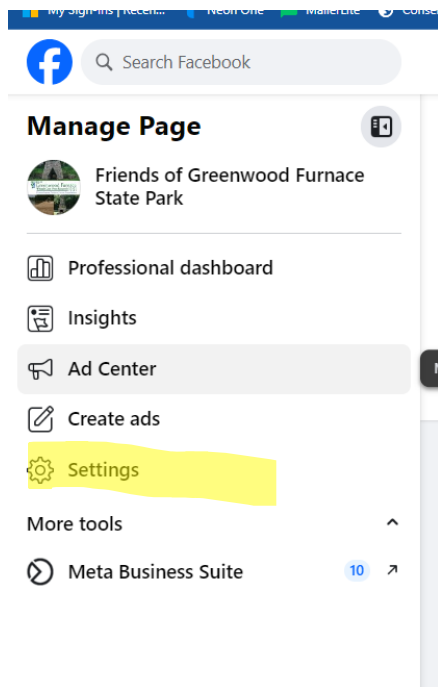 My Sign-Ins | Recen...
Neon One
MailerLite
Search Facebook
Manage Page
Friends of Greenwood Furnace
State Park
Professional dashboard
Insights
Ad Center
Create ads
Settings
More tools
Meta Business Suite 10